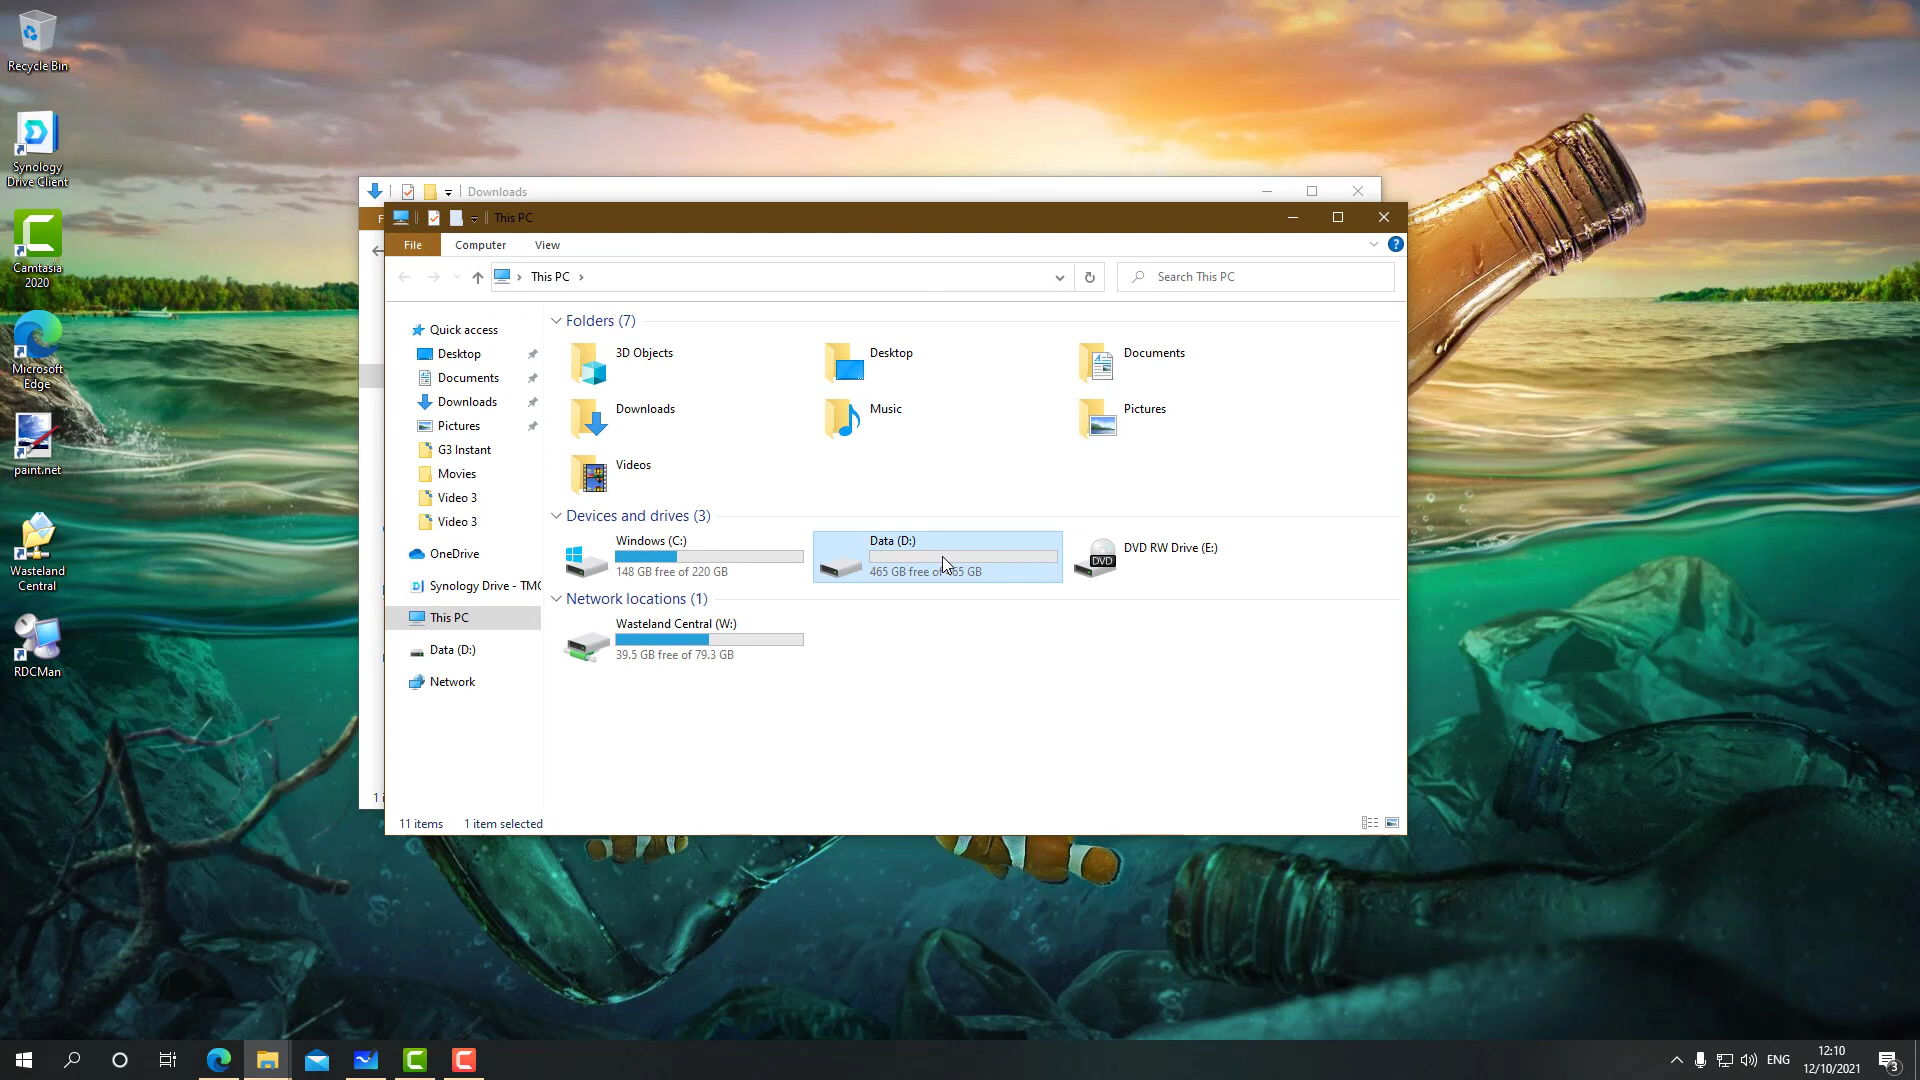 Recycle Bin
Synology
Drive Client
Camtasia
2020
Microsoft
Edge
paint.net
Wasteland
Central
RDCMan
Downloads
This PC
File
Computer
View
This PC
Search This PC
Quick access
Desktop
Documents
Downloads
Pictures
G3 Instant
Movies
Video 3
Video 3
OneDrive
Synology Drive - TMC
This PC
Data (D:)
Network
Folders (7)
3D Objects
Desktop
Documents
Downloads
Music
Pictures
Videos
Devices and drives (3)
Windows (C:)
148 GB free of 220 GB
Data (D:)
465 GB free of 465 GB
DVD RW Drive (E:)
DVD
Network locations (1)
Wasteland Central (W:)
39.5 GB free of 79.3 GB
11 items
1 item selected
ENG
12:10
12/10/2021
3